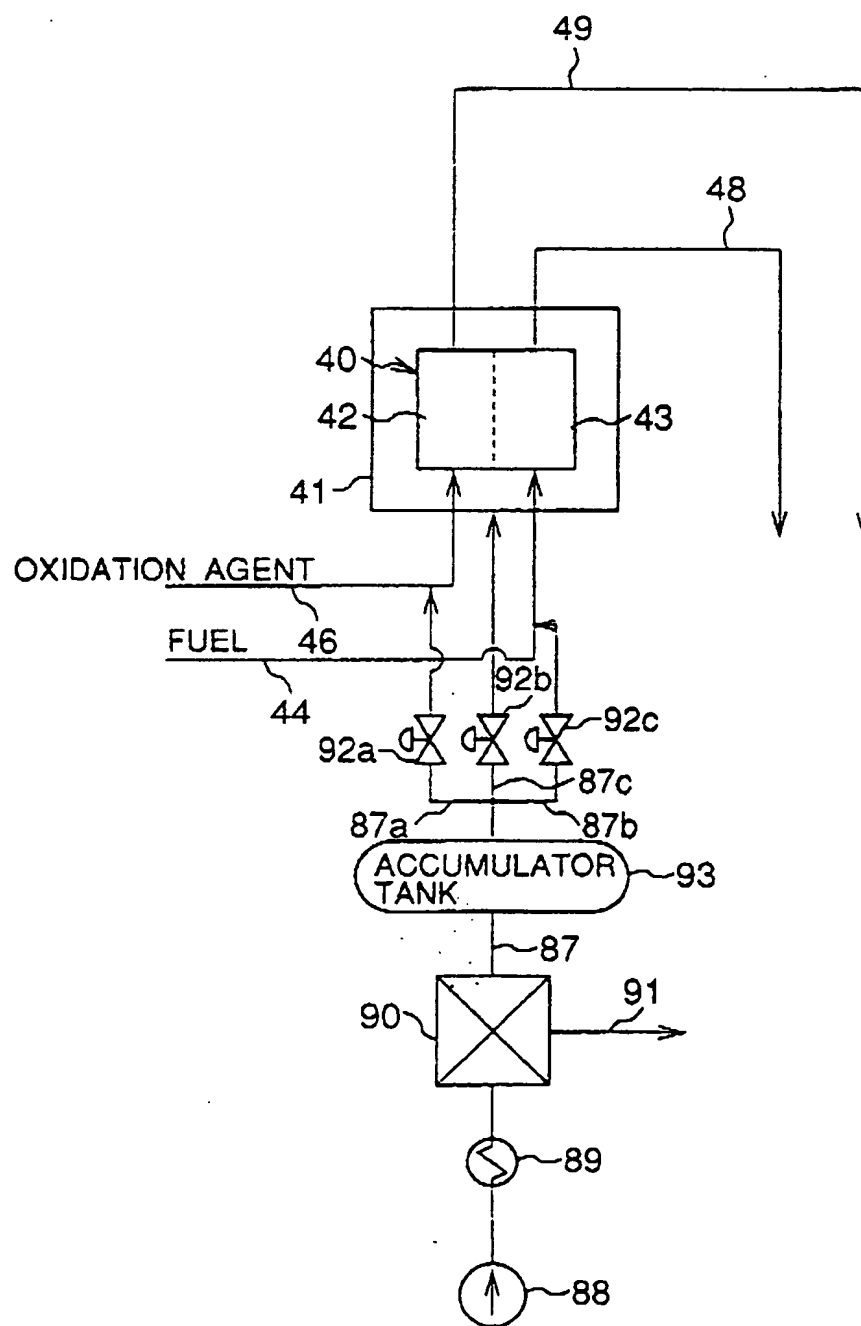 49
48
40
42
43
41
OXIDATION AGENT
46
FUEL
44
92b
92a
92c
87c
87a
87b
ACCUMULATOR
TANK
93
87
90
91
89
88